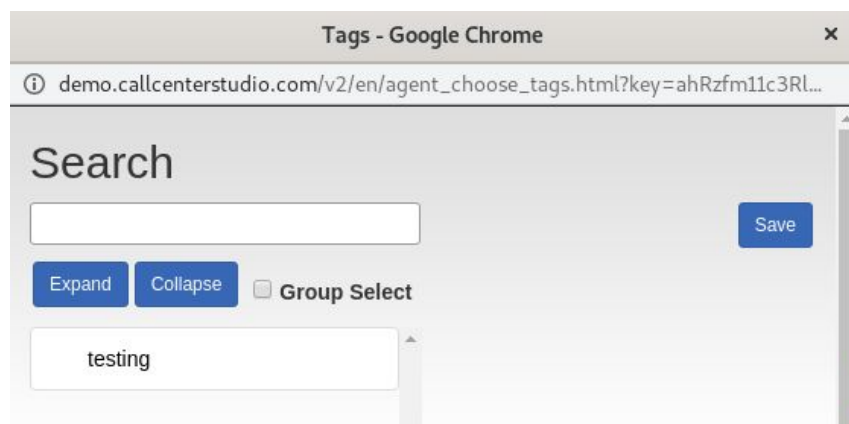 Tags - Google Chrome ×
demo.callcenterstudio.com/v2/en/agent_choose_tags.html?key=ahRzfm11c3Rl...
Search
Save
Expand Collapse Group Select
testing